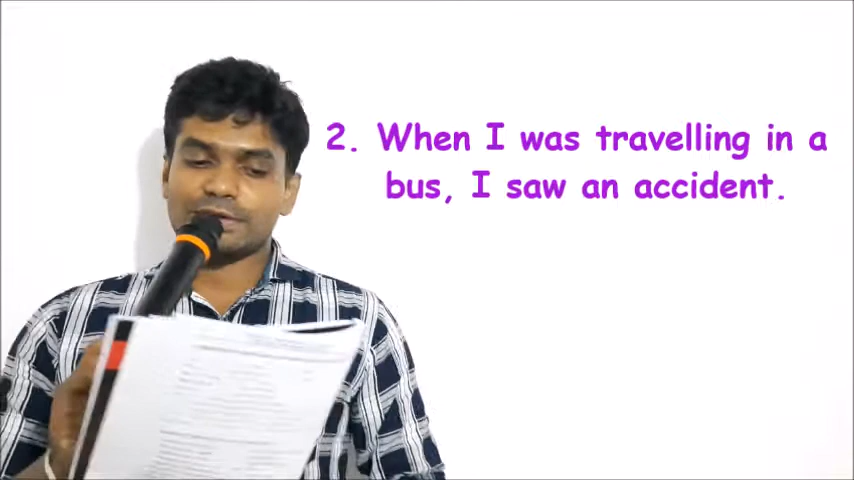 2. When I was travelling in a
bus, I saw an accident.